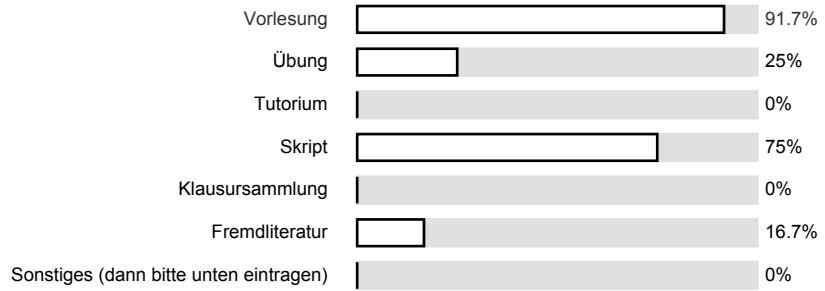 Vorlesung 91.7%
Übung 25%
Tutorium 0%
Skript 75%
Klausursammlung 0%
Fremdliteratur 16.7%
Sonstiges (dann bitte unten eintragen) 0%